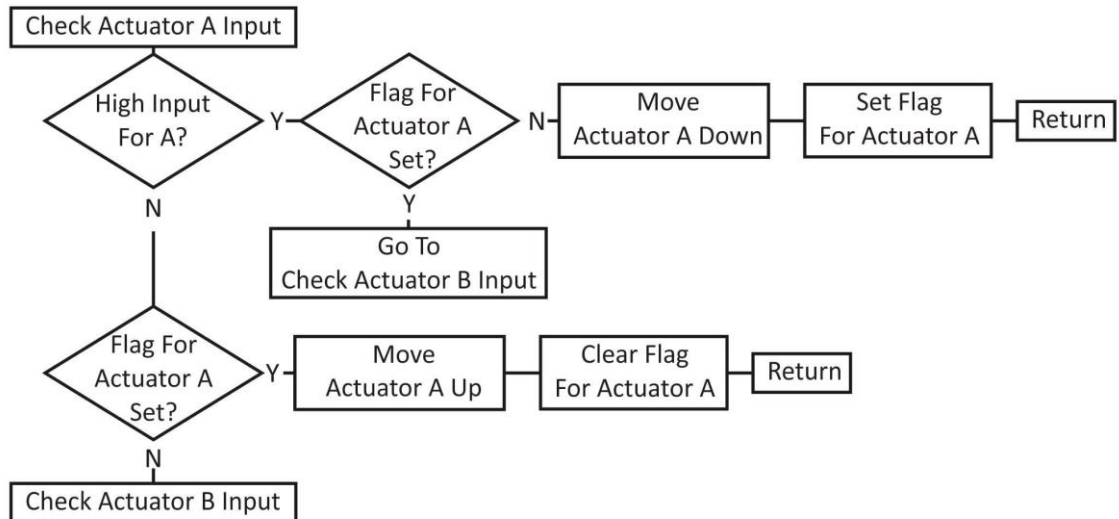 Check Actuator A Input
High Input
For A?
Y
Flag For
Actuator A
Set?
N
Move
Actuator A Down
Set Flag
For Actuator A
Return
Y
Go To
Check Actuator B Input
N
Flag For
Actuator A
Set?
Y
Move
Actuator A Up
Clear Flag
For Actuator A
Return
N
Check Actuator B Input